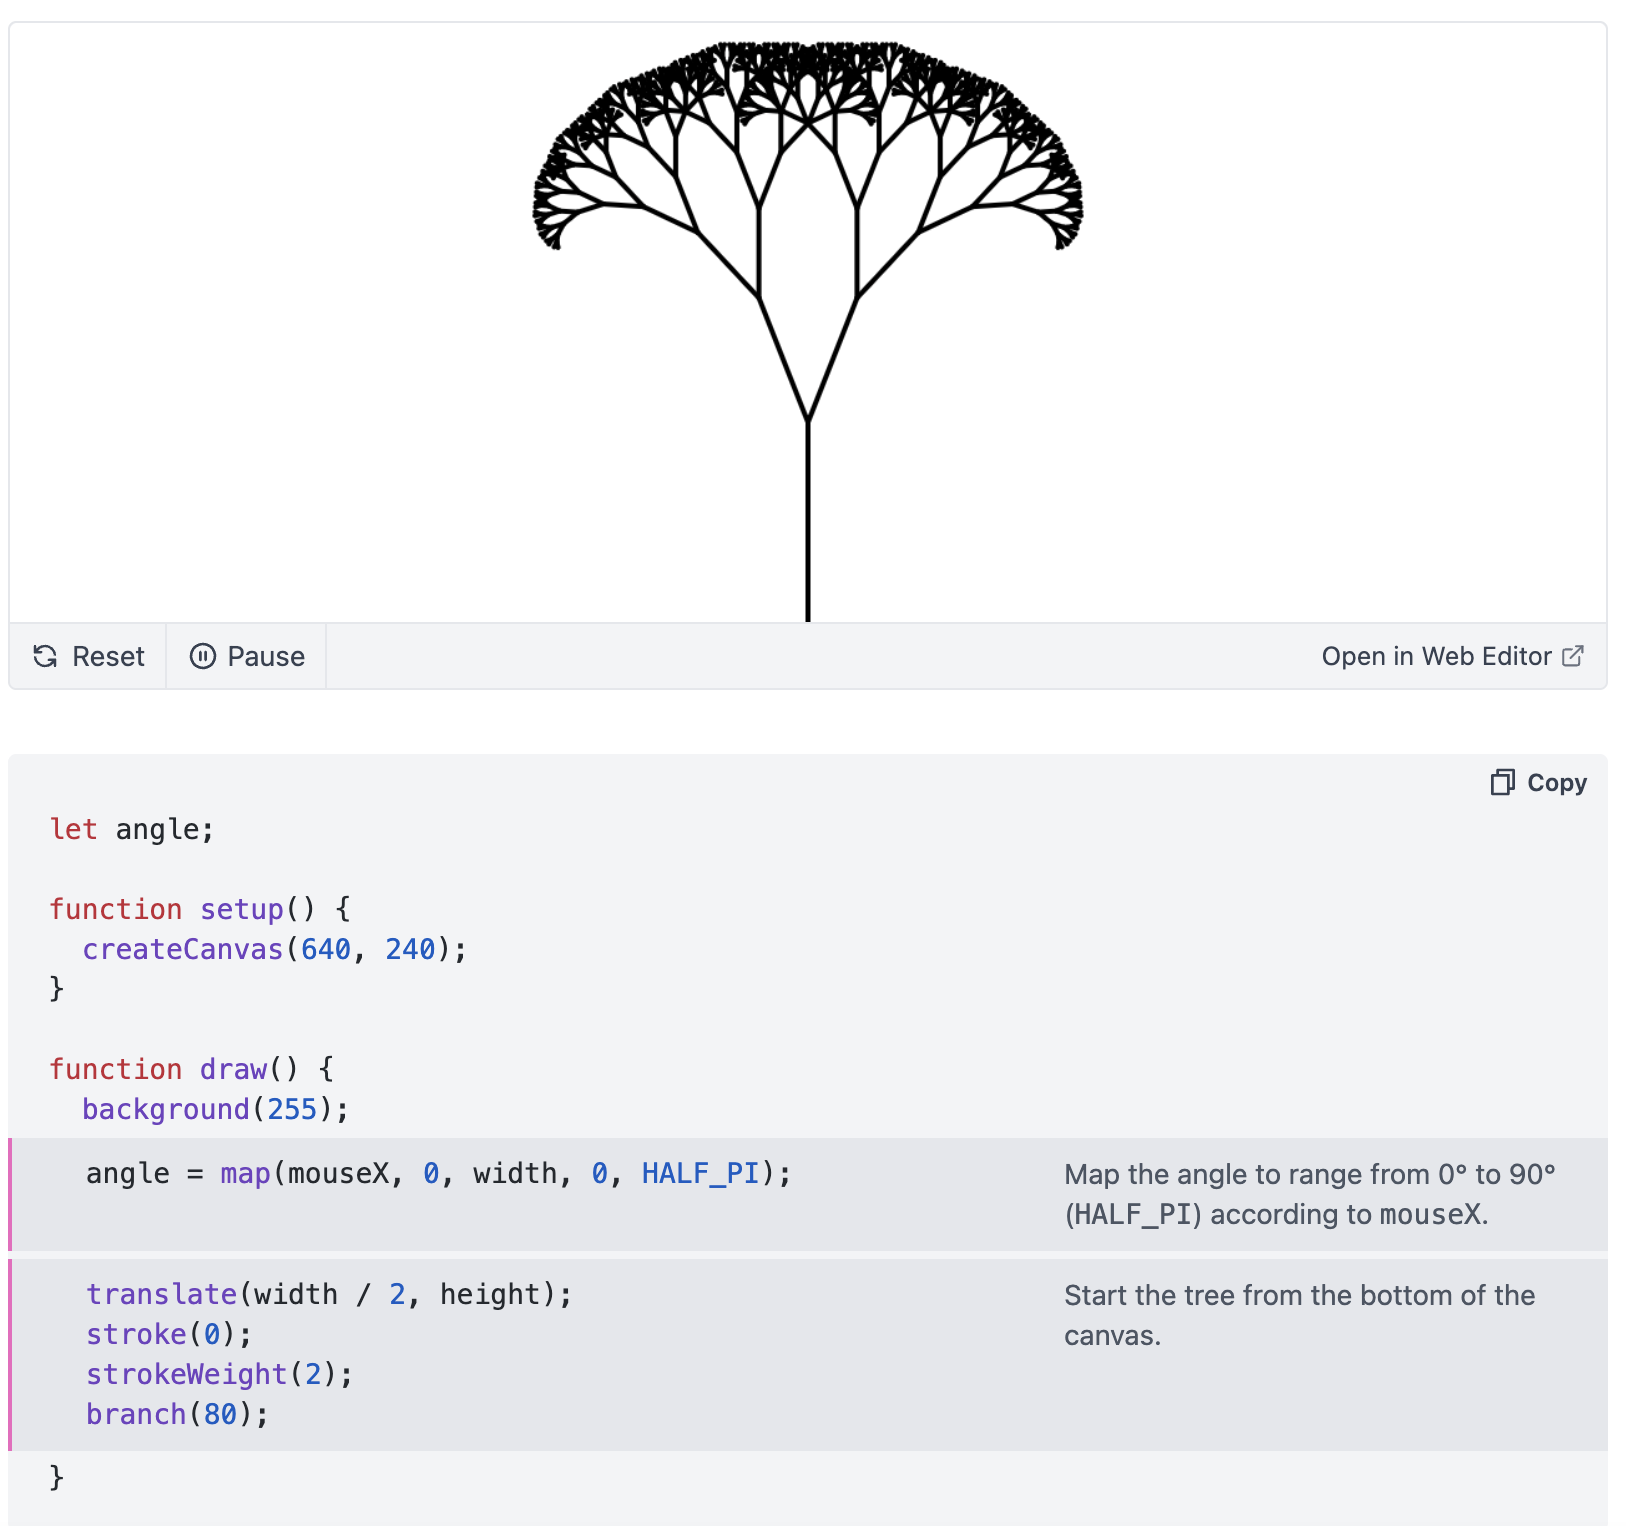 Reset
Pause
Open in Web Editor
Copy
let angle;
function setup() {
createCanvas(640, 240);
}
function draw() {
background(255);
angle = map(mouseX, 0, width, 0, HALF_PI);
Map the angle to range from 0° to 90°
(HALF_PI) according to mouseX.
translate(width / 2, height);
stroke(0);
strokeWeight(2);
branch(80);
Start the tree from the bottom of the
canvas.
}